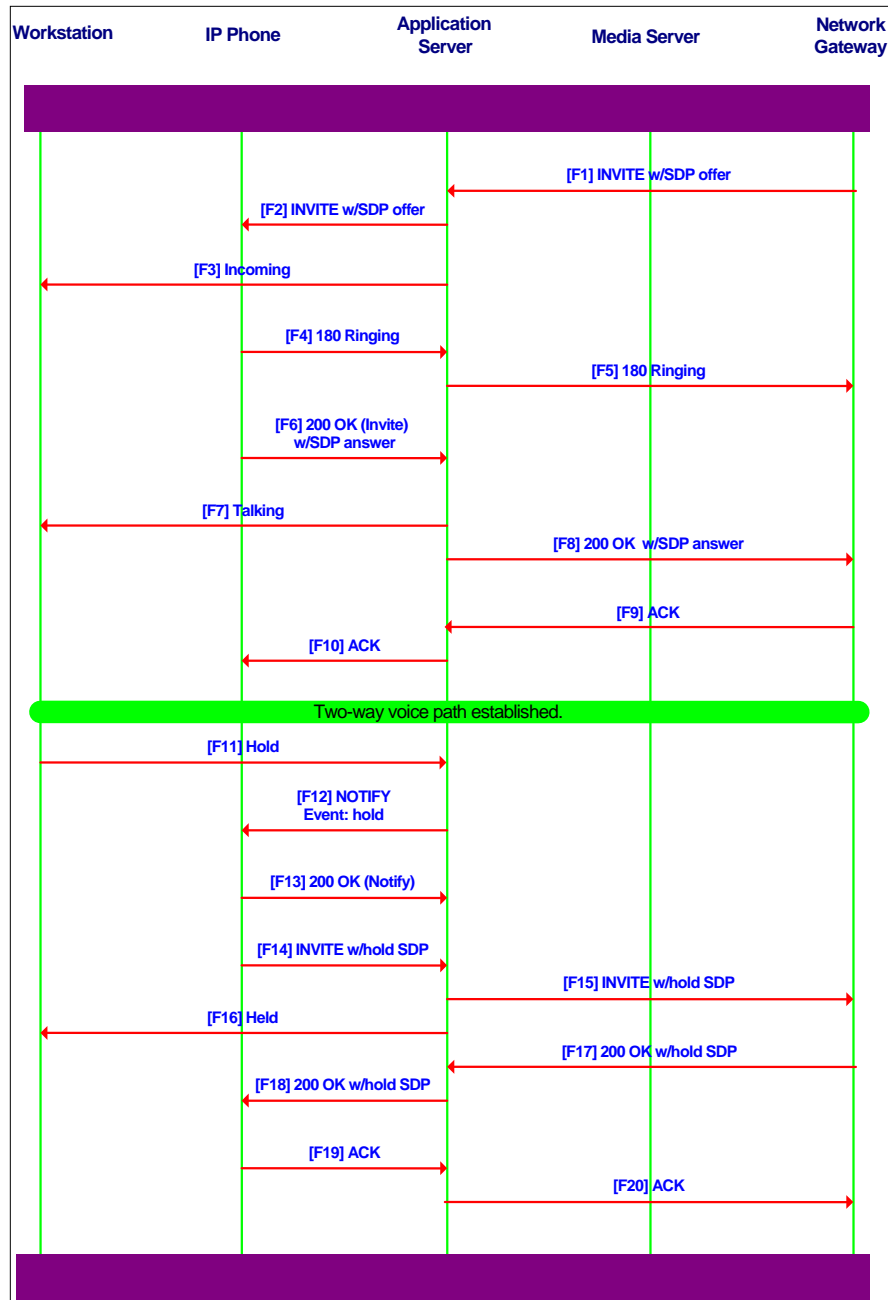 Workstation
IP Phone
Application
Server
Media Server
Network
Gateway
[F1] INVITE w/SDP offer
[F2] INVITE w/SDP offer
[F3] Incoming
[F4] 180 Ringing
[F5] 180 Ringing
[F6] 200 OK (Invite)
w/SDP answer
[F7] Talking
[F8] 200 OK w/SDP answer
[F9] ACK
[F10] ACK
Two-way voice path established.
[F11] Hold
[F12] NOTIFY
Event: hold
[F13] 200 OK (Notify)
[F14] INVITE w/hold SDP
[F15] INVITE w/hold SDP
[F16] Held
[F17] 200 OK w/hold SDP
[F18] 200 OK w/hold SDP
[F19] ACK
[F20] ACK